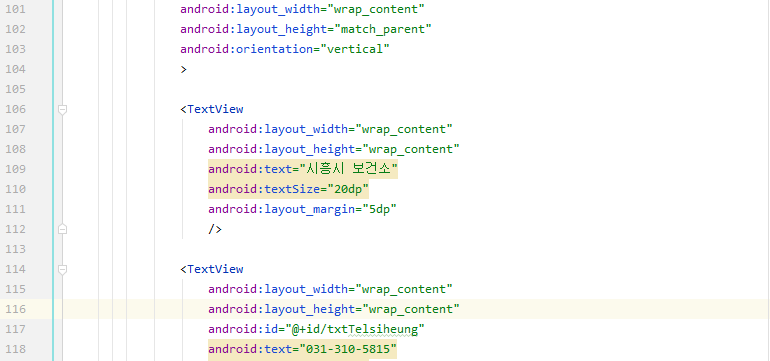 101 android:layout_width="wrap_content"
102 android:layout_height="match_parent"
103 android:orientation="vertical"
104 >
105
106 <TextView
107 android:layout_width="wrap_content"
108 android:layout_height="wrap_content"
109 android:text="시흥시 보건소"
110 android:textSize="20dp"
111 android:layout_margin="5dp"
112 />
113
114 <TextView
115 android:layout_width="wrap_content"
116 android:layout_height="wrap_content"
117 android:id="@+id/txtTelsiheung"
118 android:text="031-310-5815"